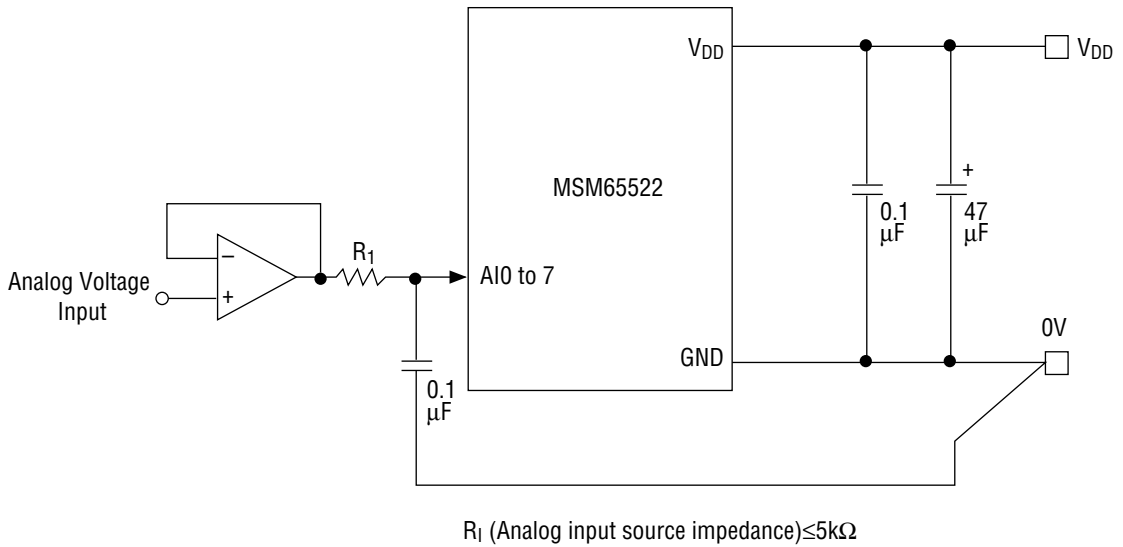 V_DD
V_DD
MSM65522
+
0.1
μF
47
μF
R_1
Analog Voltage
Input
−
+
AI0 to 7
0V
GND
0.1
μF
R_I (Analog input source impedance)≤5kΩ